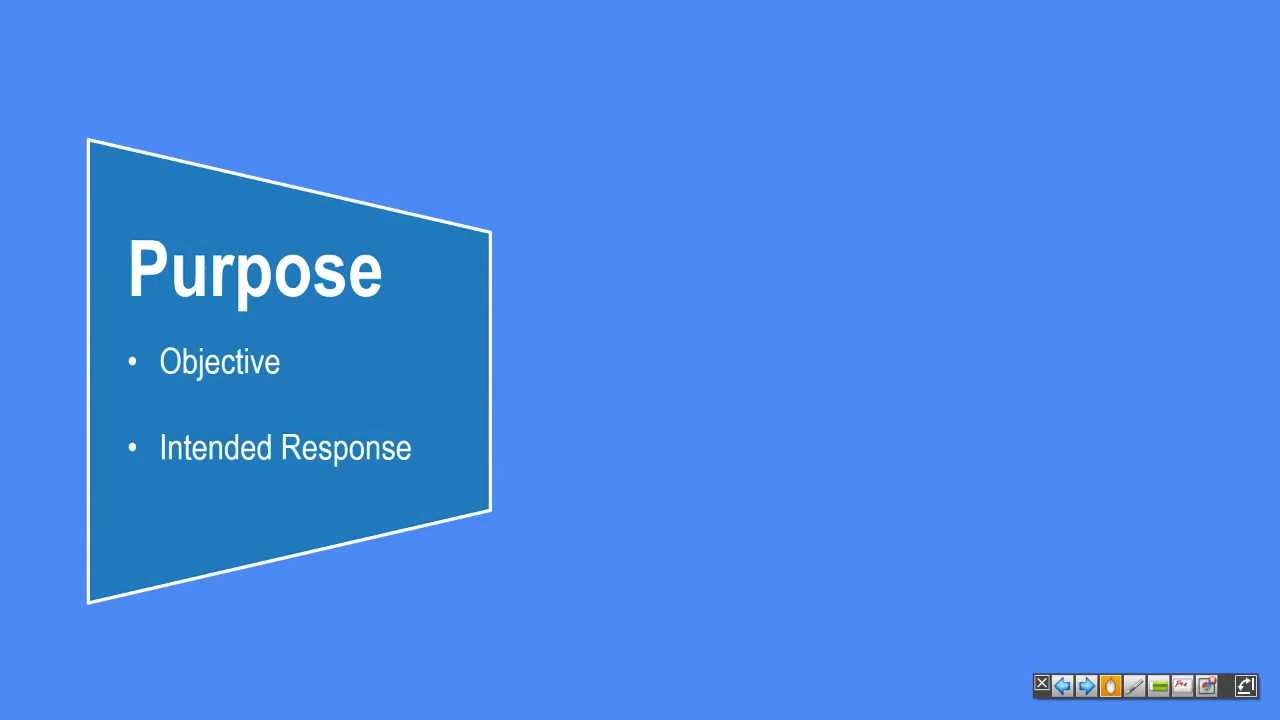 Purpose
• Objective
• Intended Response